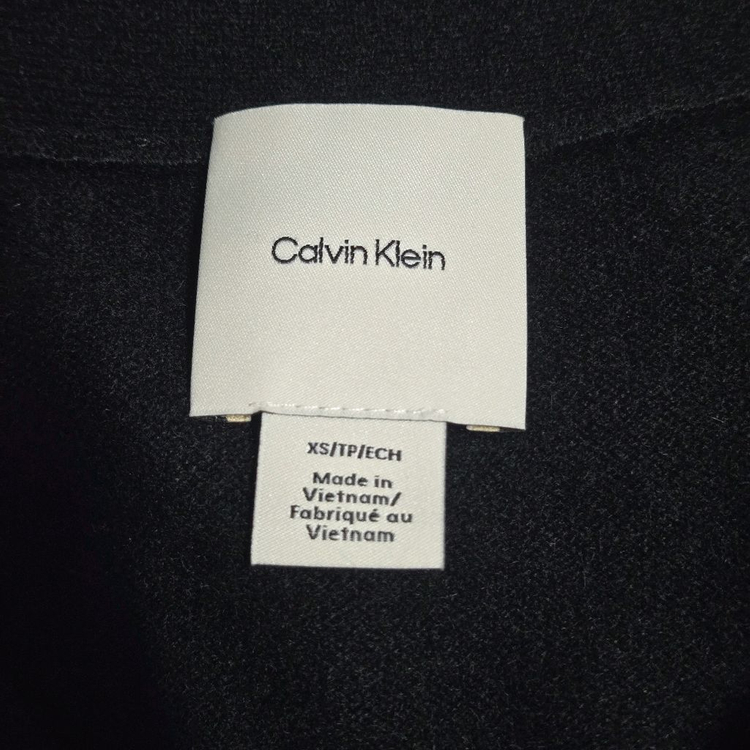 Calvin Klein
XS/TP/ECH
Made in
Vietnam/
Fabriqué au
Vietnam